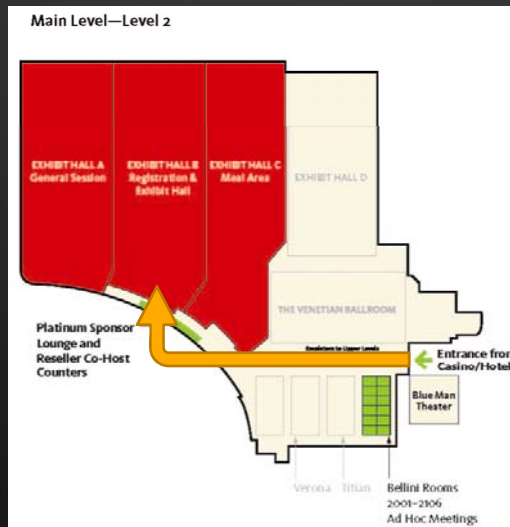 Main Level—Level 2
EXHIBIT HALL A
General Session
EXHIBIT HALL B
Registration &
Exhibit Hall
EXHIBIT HALL C
Meal Area
EXHIBIT HALL D
THE VENETIAN BALLROOM
Platinum Sponsor
Lounge and
Reseller Co-Host
Counters
Escalators to Upper Levels
Entrance from
Casino/Hotel
Blue Man
Theater
Verona
Titian
Bellini Rooms
2001–2106
Ad Hoc Meetings